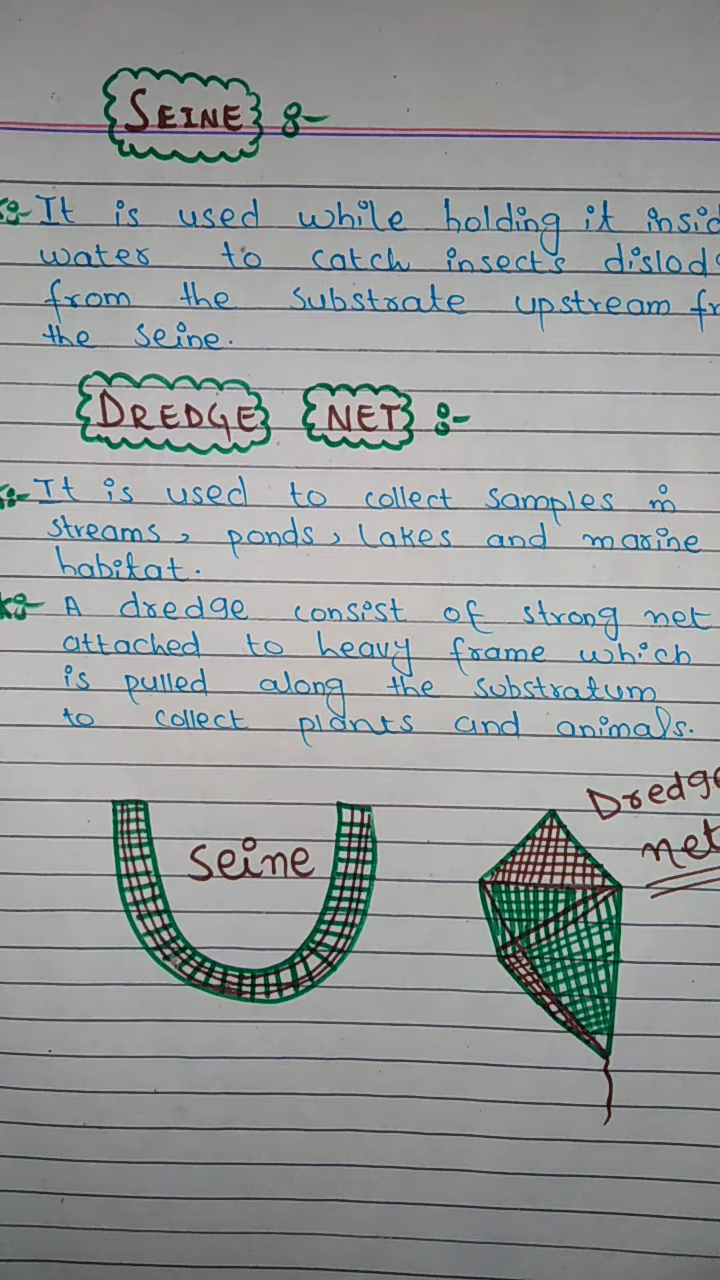 SEINE :-
:- It is used while holding it insid
water to catch insects dislod
from the substrate upstream fr
the seine.
DREDGE NET :-
:- It is used to collect samples in
streams, ponds, lakes and marine
habitat.
:- A dredge consist of strong net
attached to heavy frame which
is pulled along the substratum
to collect plants and animals.
Seine
Dredge
net